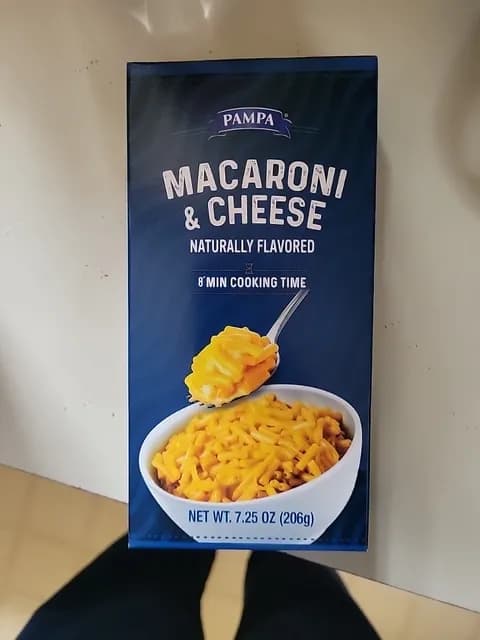 PAMPA®
MACARONI
& CHEESE
NATURALLY FLAVORED
8 MIN COOKING TIME
NET WT. 7.25 OZ (206g)